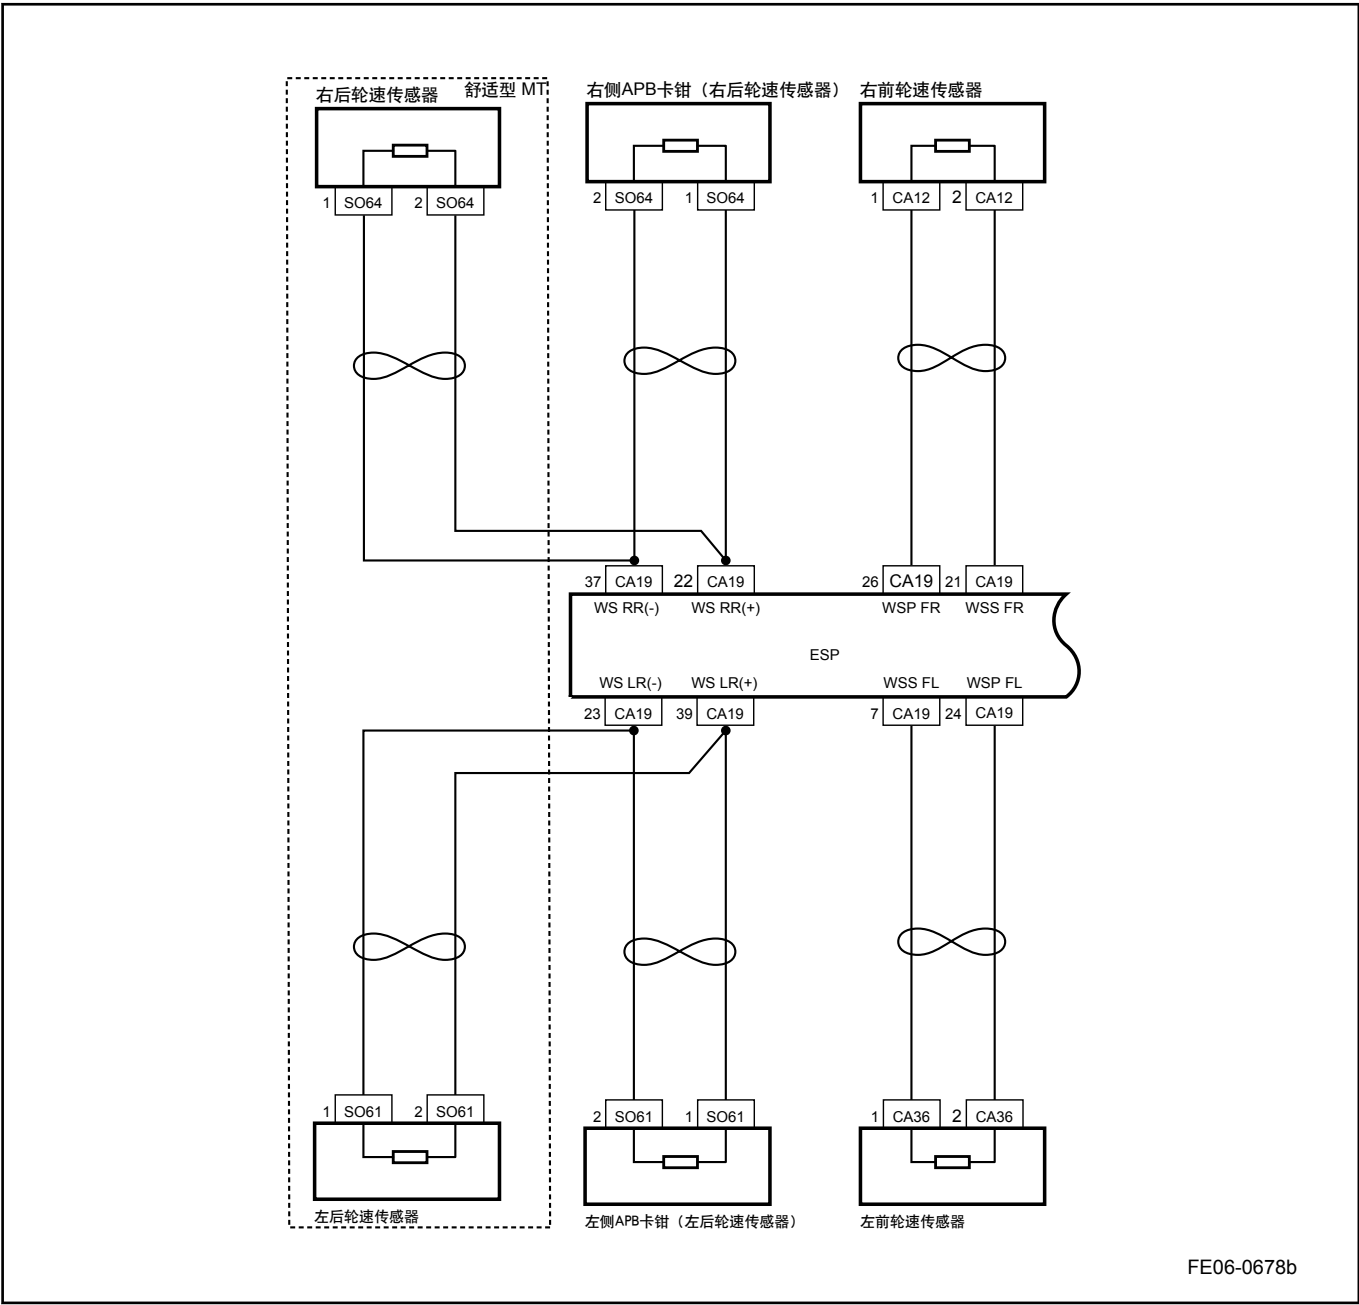 舒适型 MT
右后轮速传感器
右侧APB卡钳（右后轮速传感器）
右前轮速传感器
1 SO64 2 SO64
2 SO64 1 SO64
1 CA12 2 CA12
37 CA19 22 CA19 26 CA19 21 CA19
WS RR(-) WS RR(+) WSP FR WSS FR
ESP
WS LR(-) WS LR(+) WSS FL WSP FL
23 CA19 39 CA19 7 CA19 24 CA19
1 SO61 2 SO61
2 SO61 1 SO61
1 CA36 2 CA36
左后轮速传感器
左侧APB卡钳（左后轮速传感器）
左前轮速传感器
FE06-0678b